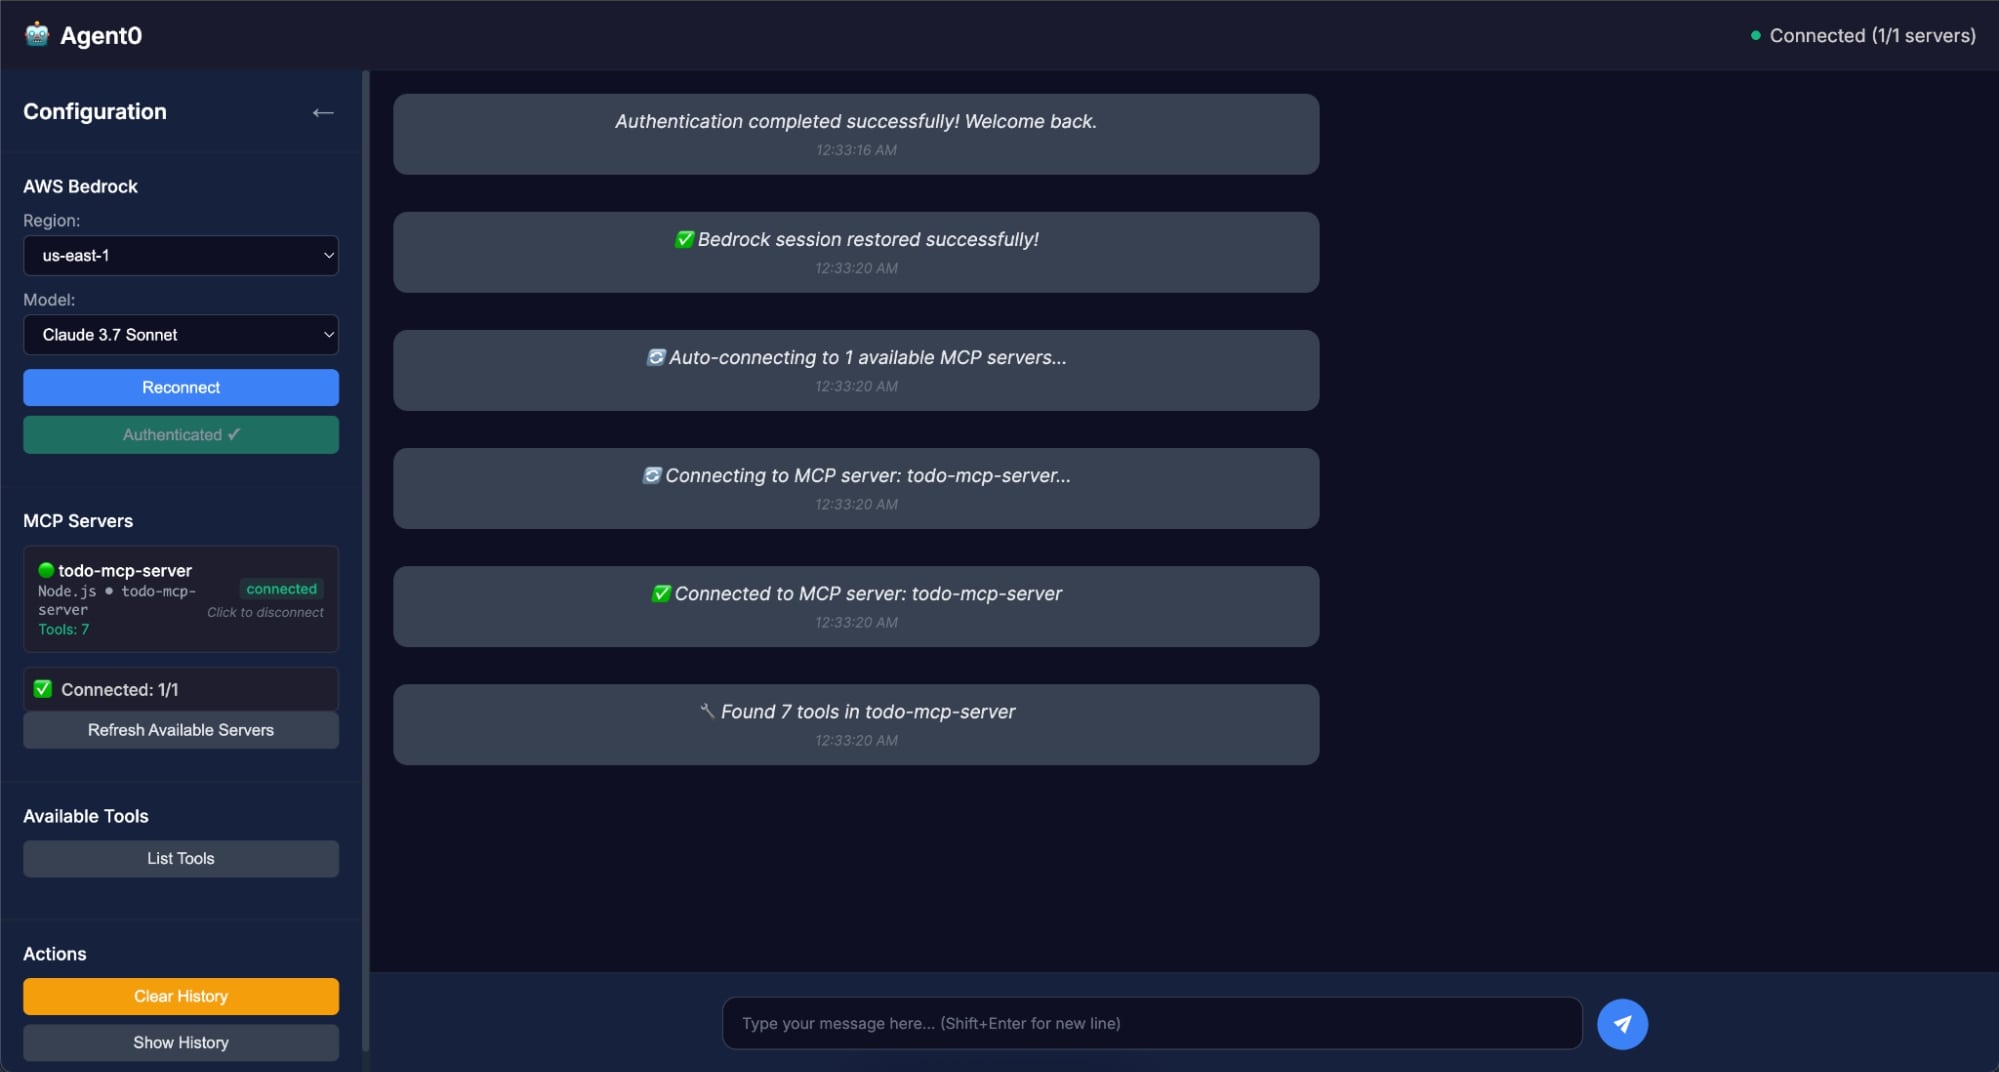 Agent0
Connected (1/1 servers)
Configuration
←
AWS Bedrock
Region:
us-east-1
Model:
Claude 3.7 Sonnet
Reconnect
Authenticated ✔
MCP Servers
todo-mcp-server
Node.js ● todo-mcp-
server
Tools: 7
connected
Click to disconnect
✅ Connected: 1/1
Refresh Available Servers
Available Tools
List Tools
Actions
Clear History
Show History
Authentication completed successfully! Welcome back.
12:33:16 AM
✅ Bedrock session restored successfully!
12:33:20 AM
🔄 Auto-connecting to 1 available MCP servers...
12:33:20 AM
🔄 Connecting to MCP server: todo-mcp-server...
12:33:20 AM
✅ Connected to MCP server: todo-mcp-server
12:33:20 AM
🔧 Found 7 tools in todo-mcp-server
12:33:20 AM
Type your message here... (Shift+Enter for new line)